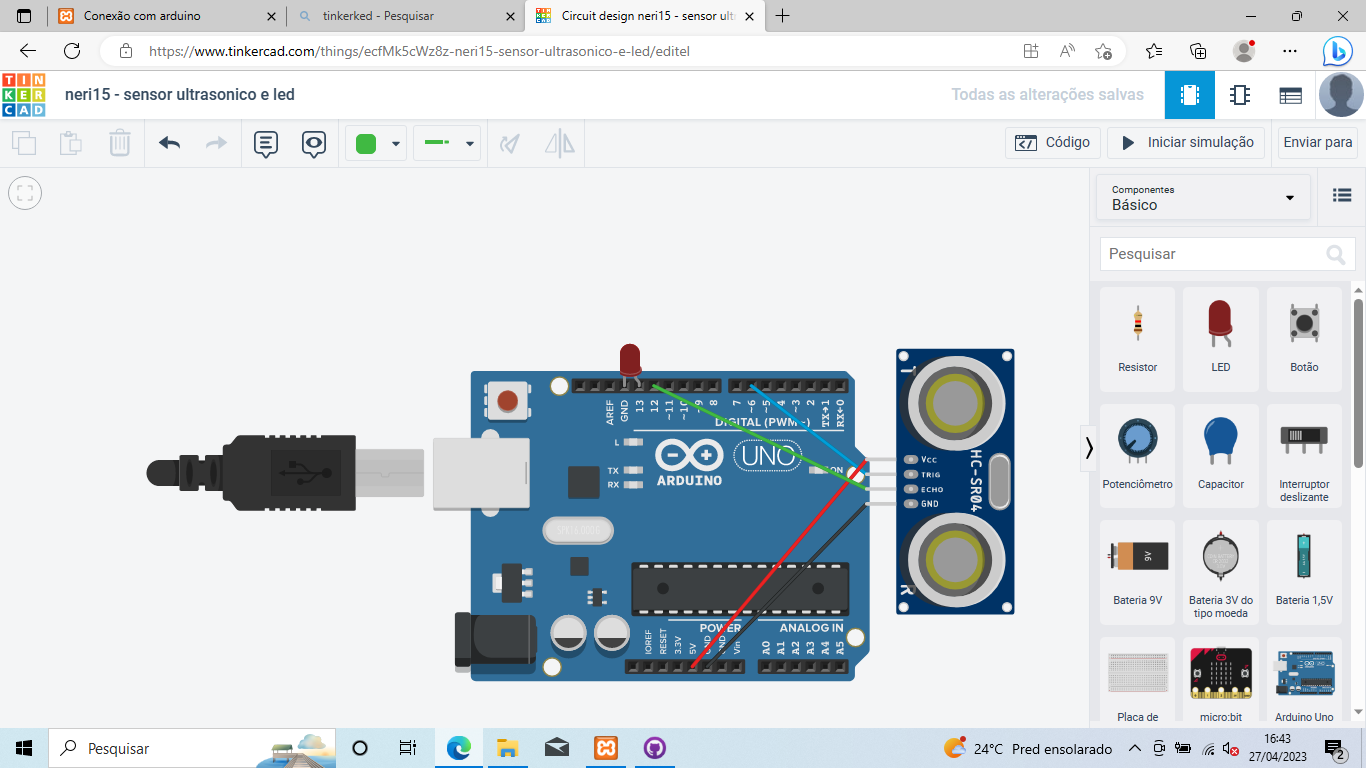 Conexão com arduino
tinkerked - Pesquisar
Circuit design neri15 - sensor ult
https://www.tinkercad.com/things/ecfMk5cWz8z-neri15-sensor-ultrasonico-e-led/editel
TIN
KER
CAD
neri15 - sensor ultrasonico e led
Todas as alterações salvas
Código
Iniciar simulação
Enviar para
Componentes
Básico
Pesquisar
Resistor
LED
Botão
Potenciômetro
Capacitor
Interruptor
deslizante
Bateria 9V
Bateria 3V do
tipo moeda
Bateria 1,5V
Placa de
micro:bit
Arduino Uno
9V
AREF
GND
13
12
~11
~10
~9
8
7
~6
~5
4
~3
2
TX→1
RX←0
DIGITAL (PWM~)
L
TX
RX
ON
ARDUINO
UNO
T
Vcc
TRIG
ECHO
GND
HC-SR04
R
POWER
ANALOG IN
IOREF
RESET
3.3V
5V
GND
Vin
A0
A1
A2
A3
A4
A5
Pesquisar
24°C Pred ensolarado
16:43
27/04/2023
2